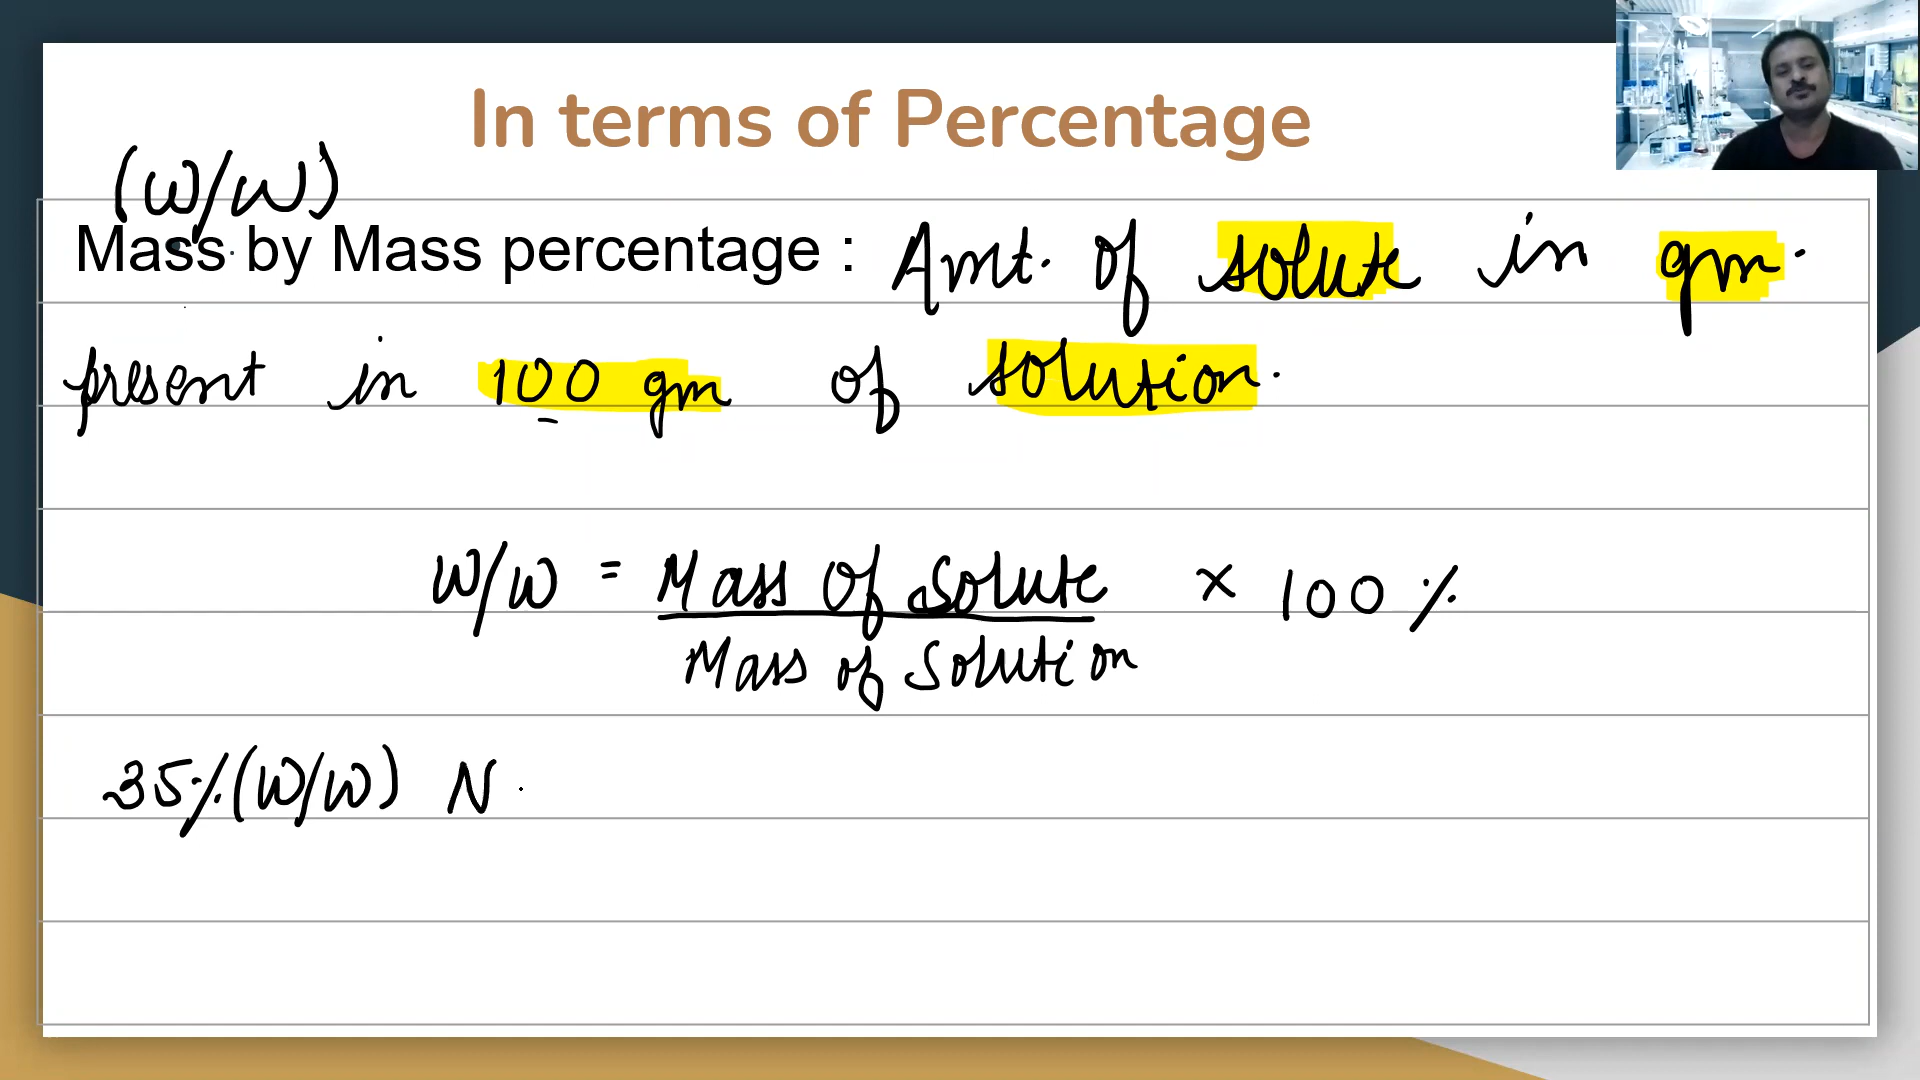 In terms of Percentage
(W/W)
Mass by Mass percentage : Amt. of solute in gm.
present in 100 gm of solution.
W/W = Mass of Solute × 100 %
Mass of Solution
35%(W/W) N